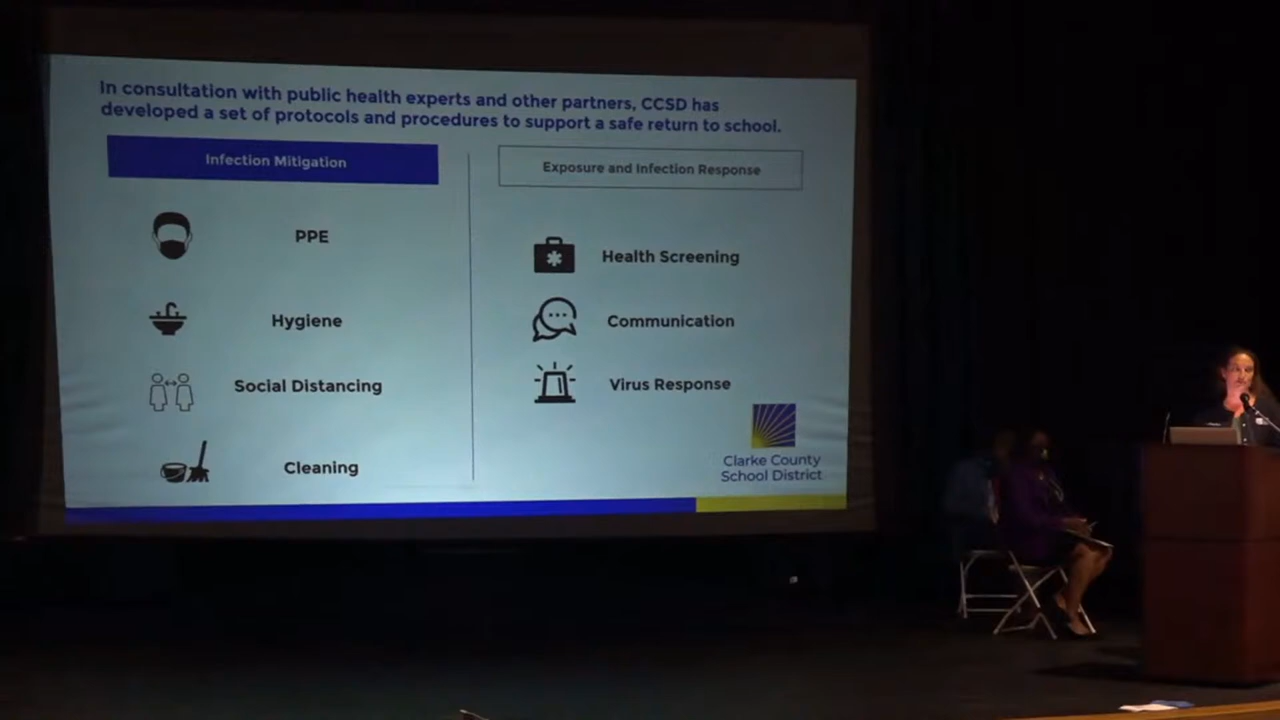 In consultation with public health experts and other partners, CCSD has
developed a set of protocols and procedures to support a safe return to school.
Infection Mitigation
PPE
Hygiene
Social Distancing
Cleaning
Exposure and Infection Response
Health Screening
Communication
Virus Response
Clarke County
School District